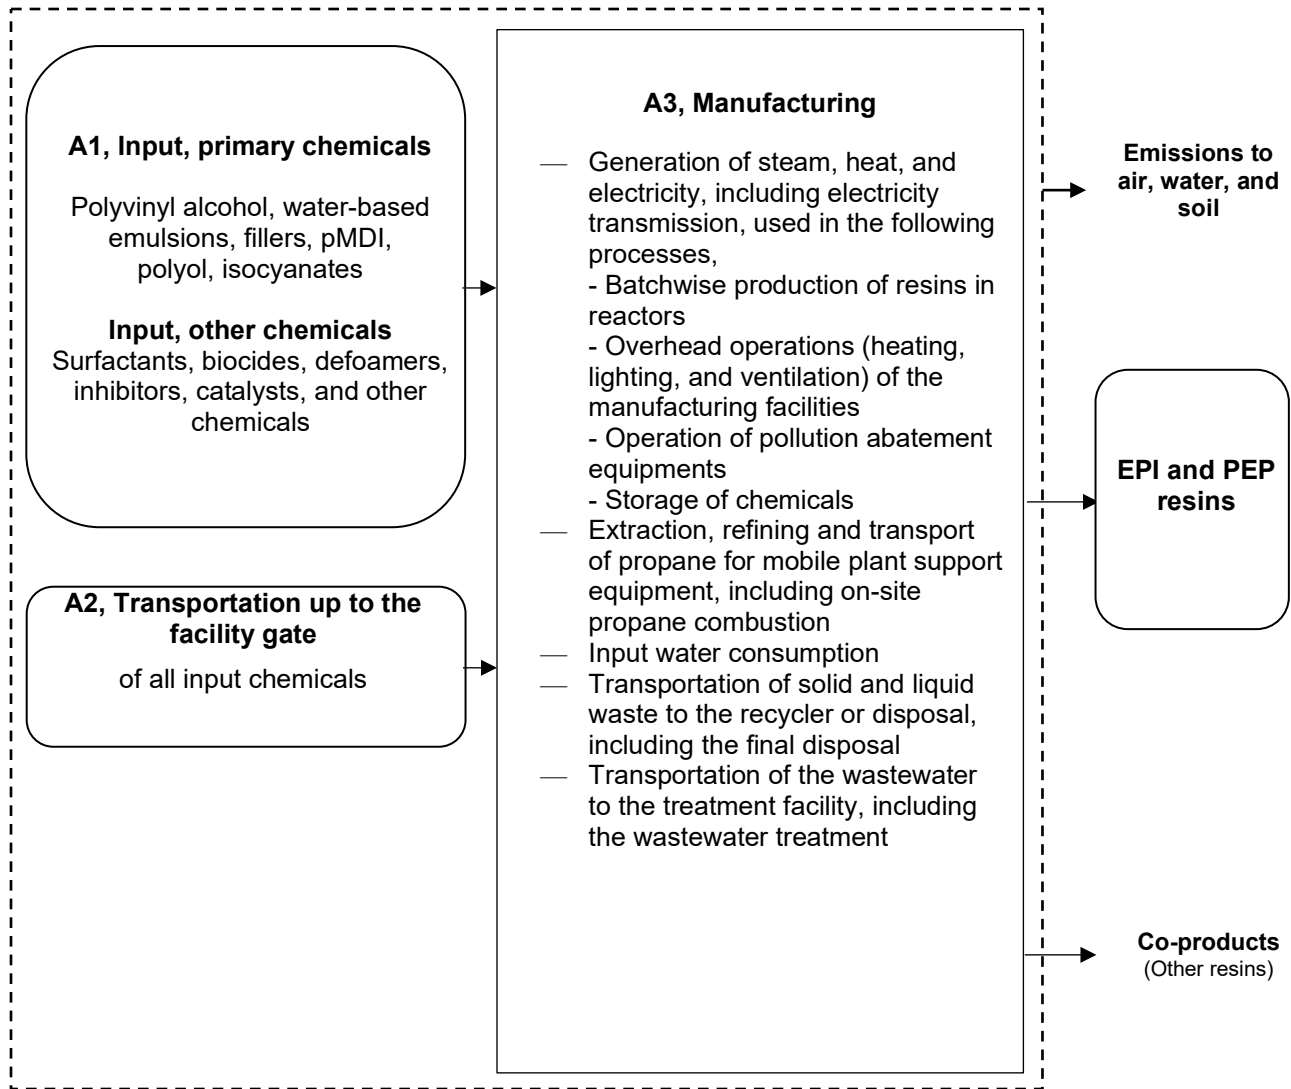 A1, Input, primary chemicals
Polyvinyl alcohol, water-based
emulsions, fillers, pMDI,
polyol, isocyanates
Input, other chemicals
Surfactants, biocides, defoamers,
inhibitors, catalysts, and other
chemicals
A2, Transportation up to the
facility gate
of all input chemicals
A3, Manufacturing
— Generation of steam, heat, and
electricity, including electricity
transmission, used in the following
processes,
- Batchwise production of resins in
reactors
- Overhead operations (heating,
lighting, and ventilation) of the
manufacturing facilities
- Operation of pollution abatement
equipments
- Storage of chemicals
— Extraction, refining and transport
of propane for mobile plant support
equipment, including on-site
propane combustion
— Input water consumption
— Transportation of solid and liquid
waste to the recycler or disposal,
including the final disposal
— Transportation of the wastewater
to the treatment facility, including
the wastewater treatment
Emissions to
air, water, and
soil
EPI and PEP
resins
Co-products
(Other resins)